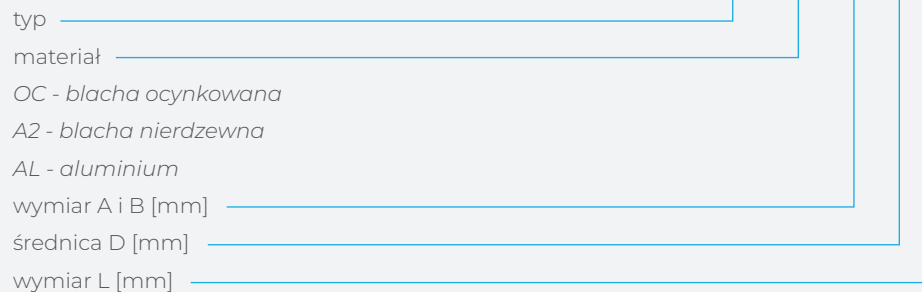 typ
materiał
OC - blacha ocynkowana
A2 - blacha nierdzewna
AL - aluminium
wymiar A i B [mm]
średnica D [mm]
wymiar L [mm]